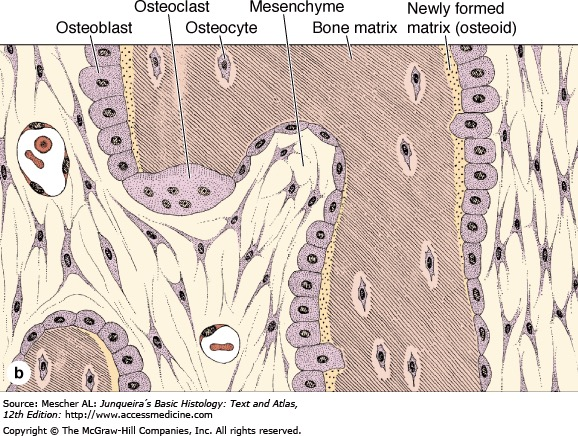 Osteoclast
Mesenchyme
Newly formed
Osteoblast
Osteocyte
Bone matrix
matrix (osteoid)
b
Source: Mescher AL: Junqueira´s Basic Histology: Text and Atlas,
12th Edition: http://www.accessmedicine.com
Copyright © The McGraw-Hill Companies, Inc. All rights reserved.